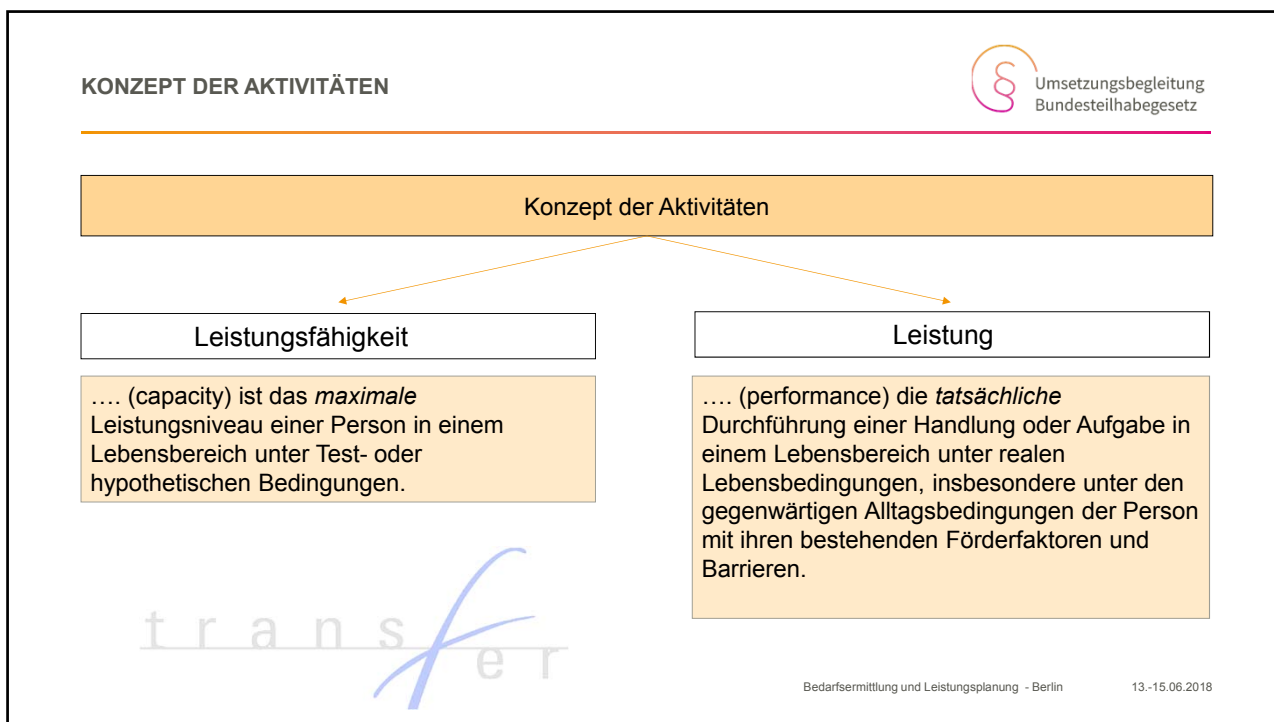 KONZEPT DER AKTIVITÄTEN
Umsetzungsbegleitung
Bundesteilhabegesetz
Konzept der Aktivitäten
Leistungsfähigkeit
…. (capacity) ist das maximale
Leistungsniveau einer Person in einem
Lebensbereich unter Test- oder
hypothetischen Bedingungen.
Leistung
…. (performance) die tatsächliche
Durchführung einer Handlung oder Aufgabe in
einem Lebensbereich unter realen
Lebensbedingungen, insbesondere unter den
gegenwärtigen Alltagsbedingungen der Person
mit ihren bestehenden Förderfaktoren und
Barrieren.
transfer
Bedarfsermittlung und Leistungsplanung - Berlin 13.-15.06.2018